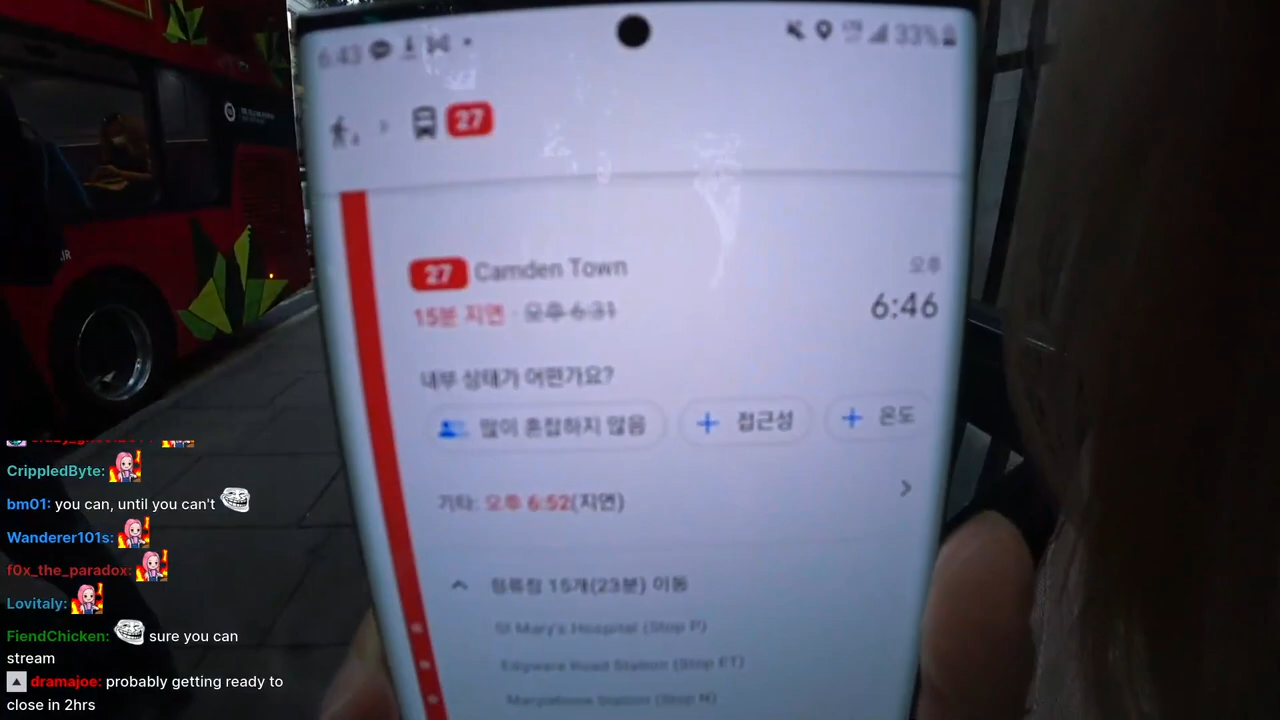 6:43
33%
27
27 Camden Town
오후
15분 지연 · 오후 6:31
6:46
내부 상태가 어떤가요?
많이 혼잡하지 않음
접근성
온도
기타: 오후 6:52(지연)
정류장 15개(23분) 이동
St Mary's Hospital (Stop P)
Edgware Road Station (Stop ET)
Marylebone Station (Stop N)
CrippledByte:
bm01: you can, until you can't
Wanderer101s:
f0x_the_paradox:
Lovitaly:
FiendChicken: sure you can
stream
dramajoe: probably getting ready to
close in 2hrs